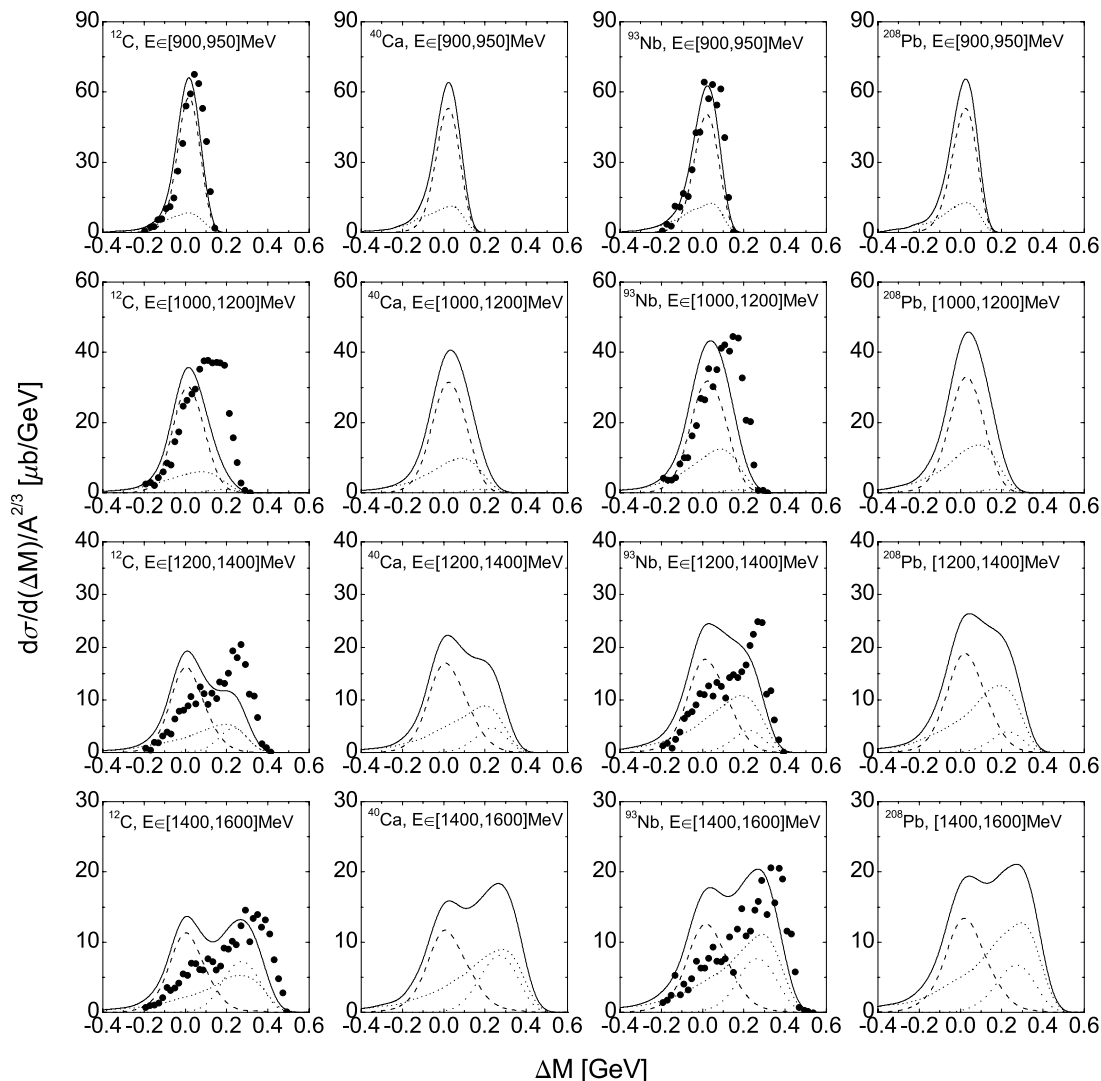 90
60
30
0
-0.4 -0.2 0.0 0.2 0.4 0.6
¹²C, E∈[900,950]MeV
90
60
30
0
-0.4 -0.2 0.0 0.2 0.4 0.6
⁴⁰Ca, E∈[900,950]MeV
90
60
30
0
-0.4 -0.2 0.0 0.2 0.4 0.6
⁹³Nb, E∈[900,950]MeV
90
60
30
0
-0.4 -0.2 0.0 0.2 0.4 0.6
²⁰⁸Pb, E∈[900,950]MeV
60
40
20
0
-0.4 -0.2 0.0 0.2 0.4 0.6
¹²C, E∈[1000,1200]MeV
60
40
20
0
-0.4 -0.2 0.0 0.2 0.4 0.6
⁴⁰Ca, E∈[1000,1200]MeV
60
40
20
0
-0.4 -0.2 0.0 0.2 0.4 0.6
⁹³Nb, E∈[1000,1200]MeV
60
40
20
0
-0.4 -0.2 0.0 0.2 0.4 0.6
²⁰⁸Pb, [1000,1200]MeV
dσ/d(ΔM)/A²ᐟ³ [μb/GeV]
40
30
20
10
0
-0.4 -0.2 0.0 0.2 0.4 0.6
¹²C, E∈[1200,1400]MeV
40
30
20
10
0
-0.4 -0.2 0.0 0.2 0.4 0.6
⁴⁰Ca, E∈[1200,1400]MeV
40
30
20
10
0
-0.4 -0.2 0.0 0.2 0.4 0.6
⁹³Nb, E∈[1200,1400]MeV
40
30
20
10
0
-0.4 -0.2 0.0 0.2 0.4 0.6
²⁰⁸Pb, [1200,1400]MeV
30
20
10
0
-0.4 -0.2 0.0 0.2 0.4 0.6
¹²C, E∈[1400,1600]MeV
30
20
10
0
-0.4 -0.2 0.0 0.2 0.4 0.6
⁴⁰Ca, E∈[1400,1600]MeV
30
20
10
0
-0.4 -0.2 0.0 0.2 0.4 0.6
⁹³Nb, E∈[1400,1600]MeV
30
20
10
0
-0.4 -0.2 0.0 0.2 0.4 0.6
²⁰⁸Pb, [1400,1600]MeV
ΔM [GeV]